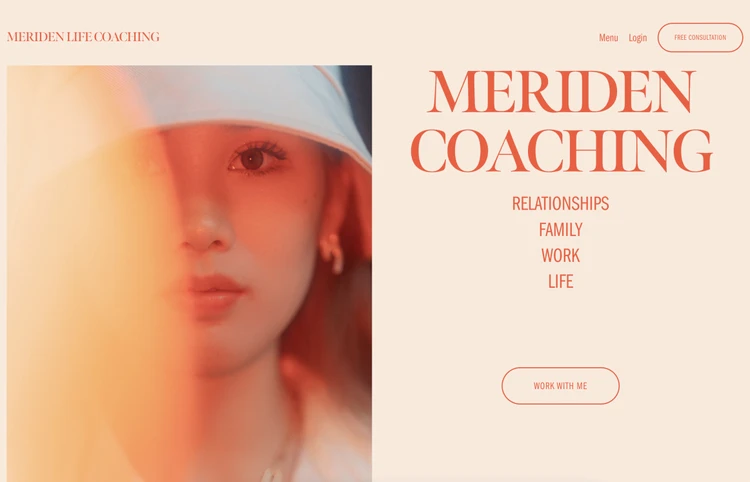 MERIDEN LIFE COACHING
Menu Login FREE CONSULTATION
MERIDEN
COACHING
RELATIONSHIPS
FAMILY
WORK
LIFE
WORK WITH ME